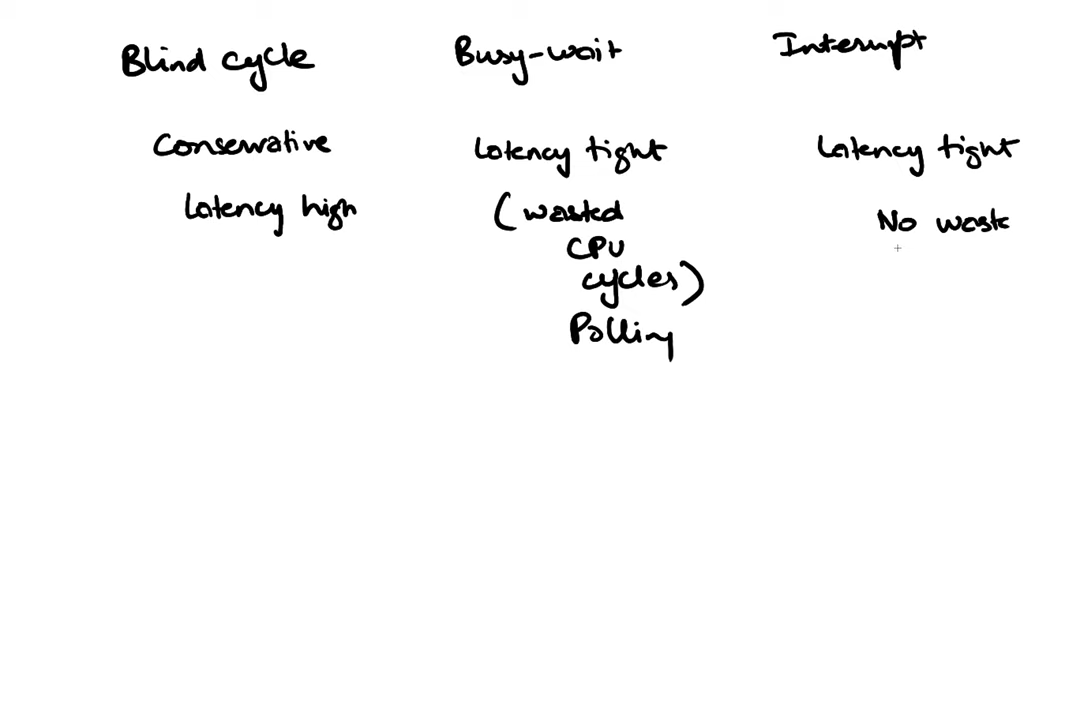 Blind cycle
Busy-wait
Interrupt
Conservative
Latency tight
Latency tight
Latency high
(wasted
No waste
CPU
cycles)
Polling